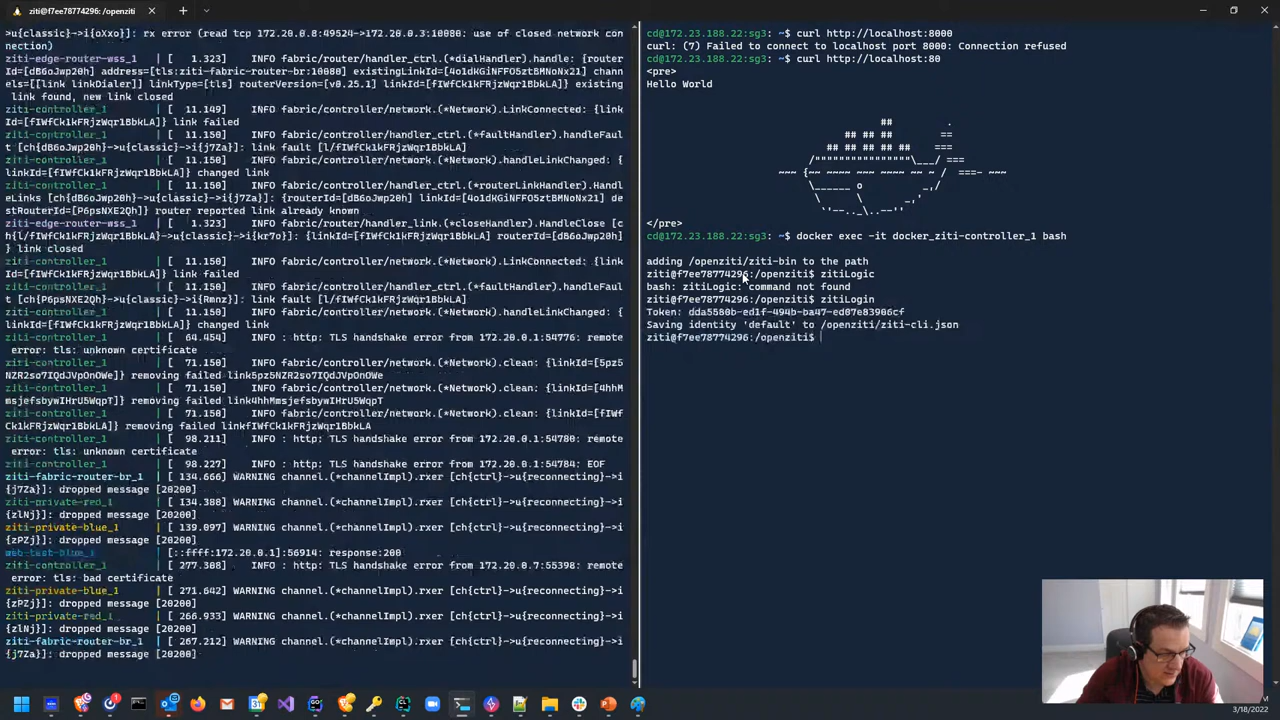 ziti@f7ee78774296: /openziti
>u{classic}->i{oXxo}]: rx error (read tcp 172.20.0.8:49524->172.20.0.3:10080: use of closed network con
nection)
ziti-edge-router-wss_1 | [ 1.323] INFO fabric/router/handler_ctrl.(*dialHandler).handle: {router
Id=[dB6oJwp20h] address=[tls:ziti-fabric-router-br:10080] existingLinkId=[4o1dKGiNFFO5ztBMNoNx21] chann
els=[[link linkDialer]] linkType=[tls] routerVersion=[v0.25.1] linkId=[fIWfCk1kFRjzWqr1BbkLA]} existing
 link found, new link closed
ziti-controller_1 | [ 11.149] INFO fabric/controller/network.(*Network).LinkConnected: {link
Id=[fIWfCk1kFRjzWqr1BbkLA]} link failed
ziti-controller_1 | [ 11.150] INFO fabric/controller/handler_ctrl.(*faultHandler).handleFau
lt [ch{dB6oJwp20h}->u{classic}->i{j7Za}]: link fault [l/fIWfCk1kFRjzWqr1BbkLA]
ziti-controller_1 | [ 11.150] INFO fabric/controller/network.(*Network).handleLinkChanged: {
linkId=[fIWfCk1kFRjzWqr1BbkLA]} changed link
ziti-controller_1 | [ 11.150] INFO fabric/controller/handler_ctrl.(*routerLinkHandler).Handl
eLinks [ch{dB6oJwp20h}->u{classic}->i{j7Za}]: {routerId=[dB6oJwp20h] linkId=[4o1dKGiNFFO5ztBMNoNx21] d
estRouterId=[P6psNXE2Qh]} router reported link already known
ziti-edge-router-wss_1 | [ 1.323] INFO fabric/router/handler_link.(*closeHandler).HandleClose [c
h{l/fIWfCk1kFRjzWqr1BbkLA}->u{classic}->i{kr7o}]: {linkId=[fIWfCk1kFRjzWqr1BbkLA] routerId=[dB6oJwp20h]
} link closed
ziti-controller_1 | [ 11.150] INFO fabric/controller/network.(*Network).handleLinkChanged: {
linkId=[fIWfCk1kFRjzWqr1BbkLA]} changed link
ziti-controller_1 | [ 11.150] INFO fabric/controller/handler_ctrl.(*faultHandler).handleFau
lt [ch{P6psNXE2Qh}->u{classic}->i{Rmnz}]: link fault [l/fIWfCk1kFRjzWqr1BbkLA]
ziti-controller_1 | [ 64.454] INFO : http: TLS handshake error from 172.20.0.1:54776: remote
 error: tls: unknown certificate
ziti-controller_1 | [ 71.150] INFO fabric/controller/network.(*Network).clean: {linkId=[5pz5
NZR2so7IQdJVpOnOWe]} removing failed link5pz5NZR2so7IQdJVpOnOWe
ziti-controller_1 | [ 71.150] INFO fabric/controller/network.(*Network).clean: {linkId=[4hhM
msjefsbywIHrU5WqpT]} removing failed link4hhMmsjefsbywIHrU5WqpT
ziti-controller_1 | [ 71.150] INFO fabric/controller/network.(*Network).clean: {linkId=[fIWf
Ck1kFRjzWqr1BbkLA]} removing failed linkfIWfCk1kFRjzWqr1BbkLA
ziti-controller_1 | [ 98.211] INFO : http: TLS handshake error from 172.20.0.1:54780: remote
 error: tls: unknown certificate
ziti-controller_1 | [ 98.227] INFO : http: TLS handshake error from 172.20.0.1:54784: EOF
ziti-fabric-router-br_1 | [ 134.666] WARNING channel.(*channelImpl).rxer [ch{ctrl}->u{reconnecting}->i
{j7Za}]: dropped message [20200]
ziti-private-red_1 | [ 134.388] WARNING channel.(*channelImpl).rxer [ch{ctrl}->u{reconnecting}->i
{zlNj}]: dropped message [20200]
ziti-private-blue_1 | [ 139.097] WARNING channel.(*channelImpl).rxer [ch{ctrl}->u{reconnecting}->i
{zPZj}]: dropped message [20200]
web-test-blue_1 | [::ffff:172.20.0.1]:56914: response:200
ziti-controller_1 | [ 277.308] INFO : http: TLS handshake error from 172.20.0.7:55398: remote
 error: tls: bad certificate
ziti-private-blue_1 | [ 271.642] WARNING channel.(*channelImpl).rxer [ch{ctrl}->u{reconnecting}->i
{zPZj}]: dropped message [20200]
ziti-private-red_1 | [ 266.933] WARNING channel.(*channelImpl).rxer [ch{ctrl}->u{reconnecting}->i
{zlNj}]: dropped message [20200]
ziti-fabric-router-br_1 | [ 267.212] WARNING channel.(*channelImpl).rxer [ch{ctrl}->u{reconnecting}->i
{j7Za}]: dropped message [20200]
cd@172.23.188.22:sg3: ~$ curl http://localhost:8000
curl: (7) Failed to connect to localhost port 8000: Connection refused
cd@172.23.188.22:sg3: ~$ curl http://localhost:80
<pre>
Hello World
</pre>
cd@172.23.188.22:sg3: ~$ docker exec -it docker_ziti-controller_1 bash
adding /openziti/ziti-bin to the path
ziti@f7ee78774296:/openziti$ zitiLogic
bash: zitiLogic: command not found
ziti@f7ee78774296:/openziti$ zitiLogin
Token: dda5580b-ed1f-494b-ba47-ed07e83906cf
Saving identity 'default' to /openziti/ziti-cli.json
ziti@f7ee78774296:/openziti$
3/18/2022